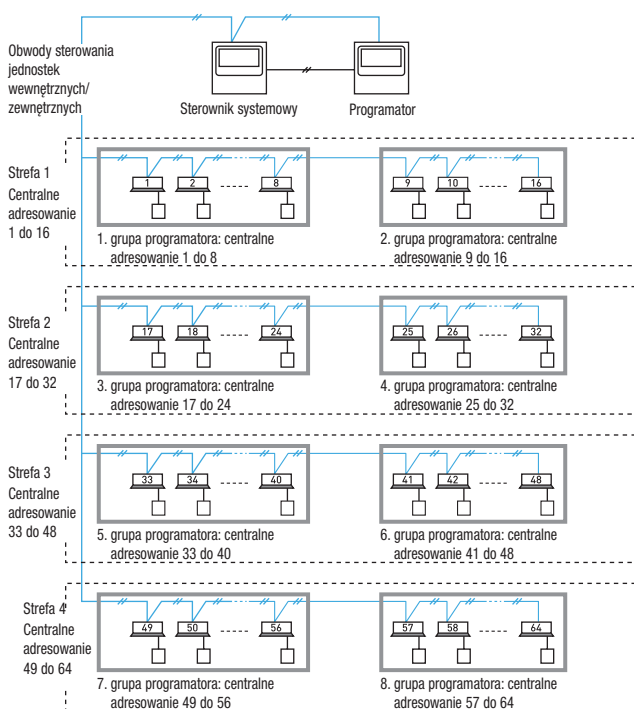 Obwody sterowania
jednostek
wewnętrznych/
zewnętrznych
Sterownik systemowy
Programator
Strefa 1
Centralne
adresowanie
1 do 16
1
2
8
9
10
16
1. grupa programatora: centralne
adresowanie 1 do 8
2. grupa programatora: centralne
adresowanie 9 do 16
Strefa 2
Centralne
adresowanie
17 do 32
17
18
24
25
26
32
3. grupa programatora: centralne
adresowanie 17 do 24
4. grupa programatora: centralne
adresowanie 25 do 32
Strefa 3
Centralne
adresowanie
33 do 48
33
34
40
41
42
48
5. grupa programatora: centralne
adresowanie 33 do 40
6. grupa programatora: centralne
adresowanie 41 do 48
Strefa 4
Centralne
adresowanie
49 do 64
49
50
56
57
58
64
7. grupa programatora: centralne
adresowanie 49 do 56
8. grupa programatora: centralne
adresowanie 57 do 64